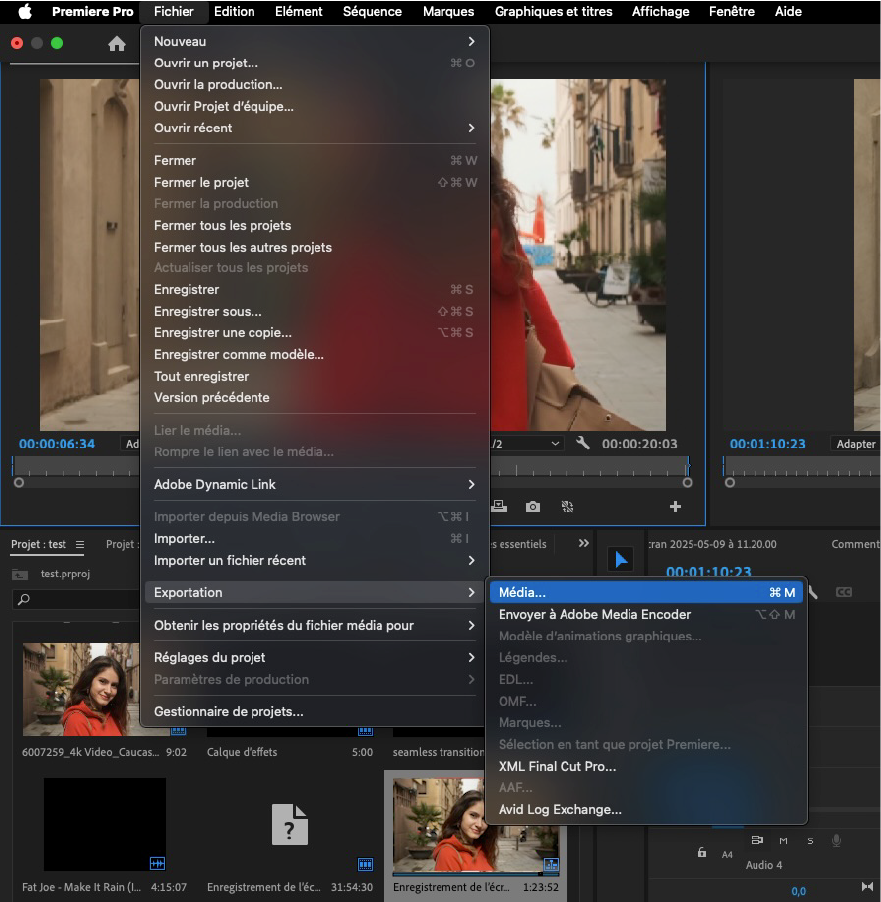 Premiere Pro Fichier Edition Elément Séquence Marques Graphiques et titres Affichage Fenêtre Aide
Nouveau
Ouvrir un projet... ⌘ O
Ouvrir la production...
Ouvrir Projet d'équipe...
Ouvrir récent
Fermer ⌘ W
Fermer le projet ⇧ ⌘ W
Fermer la production
Fermer tous les projets
Fermer tous les autres projets
Actualiser tous les projets
Enregistrer ⌘ S
Enregistrer sous... ⇧ ⌘ S
Enregistrer une copie... ⌥ ⌘ S
Enregistrer comme modèle...
Tout enregistrer
Version précédente
Lier le média...
Rompre le lien avec le média...
Adobe Dynamic Link
Importer depuis Media Browser ⌥ ⌘ I
Importer... ⌘ I
Importer un fichier récent
Exportation
Obtenir les propriétés du fichier média pour
Réglages du projet
Paramètres de production
Gestionnaire de projets...
Média... ⌘ M
Envoyer à Adobe Media Encoder ⌥ ⇧ M
Modèle d'animations graphiques...
Légendes...
EDL...
OMF...
Marques...
Sélection en tant que projet Premiere...
XML Final Cut Pro...
AAF...
Avid Log Exchange...
00:00:06:34 Ad 1/2 00:00:20:03 00:01:10:23 Adapter
Projet : test Projet : s essentiels cran 2025-05-09 à 11.20.00 Comment
test.prproj
00:01:10:23
CC
6007259_4k Video_Caucas... 9:02 Calque d'effets 5:00 seamless transition
Fat Joe - Make It Rain (I... 4:15:07 Enregistrement de l'éc... 31:54:30 Enregistrement de l'écr... 1:23:52
A4 M S
Audio 4
0,0